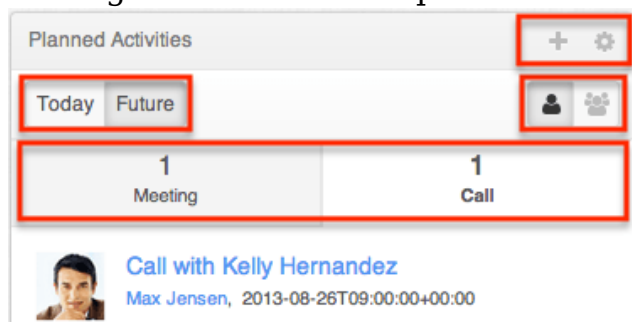 Planned Activities
Today Future
1 1
Meeting Call
Call with Kelly Hernandez
Max Jensen, 2013-08-26T09:00:00+00:00